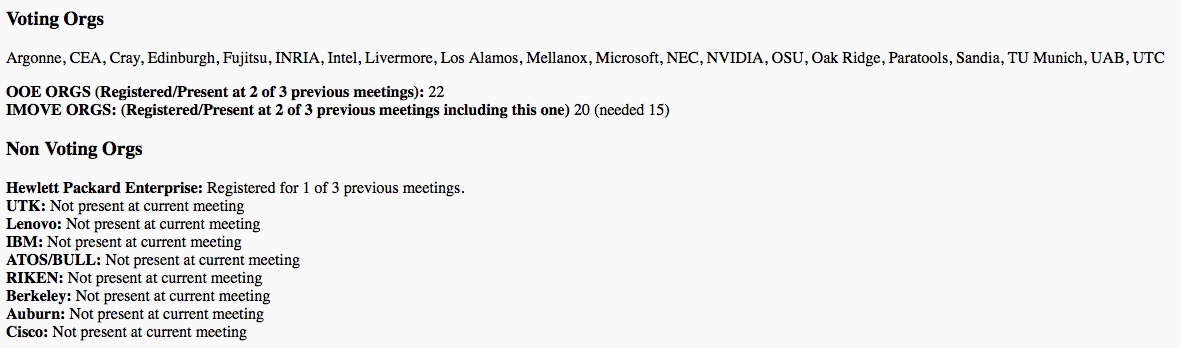 Voting Orgs
Argonne, CEA, Cray, Edinburgh, Fujitsu, INRIA, Intel, Livermore, Los Alamos, Mellanox, Microsoft, NEC, NVIDIA, OSU, Oak Ridge, Paratools, Sandia, TU Munich, UAB, UTC
OOE ORGS (Registered/Present at 2 of 3 previous meetings): 22
IMOVE ORGS: (Registered/Present at 2 of 3 previous meetings including this one) 20 (needed 15)
Non Voting Orgs
Hewlett Packard Enterprise: Registered for 1 of 3 previous meetings.
UTK: Not present at current meeting
Lenovo: Not present at current meeting
IBM: Not present at current meeting
ATOS/BULL: Not present at current meeting
RIKEN: Not present at current meeting
Berkeley: Not present at current meeting
Auburn: Not present at current meeting
Cisco: Not present at current meeting